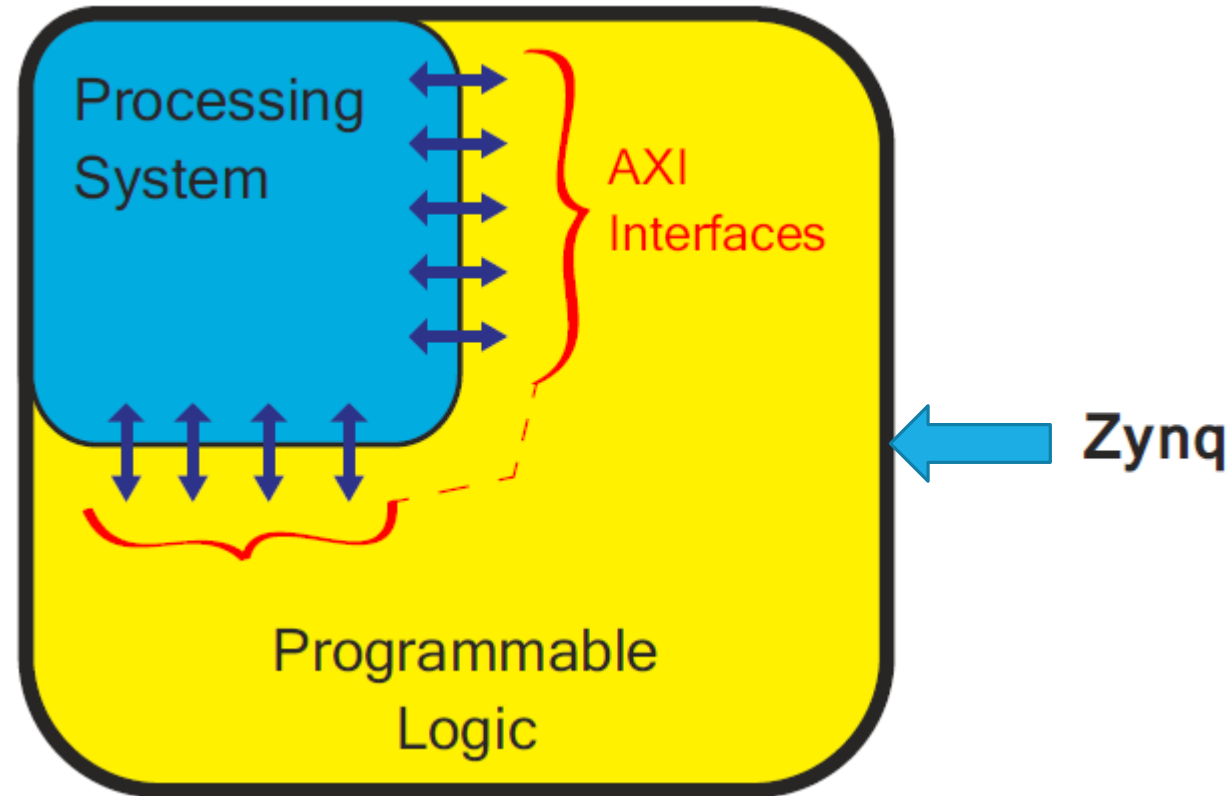 Processing
System
AXI
Interfaces
Zynq
Programmable
Logic